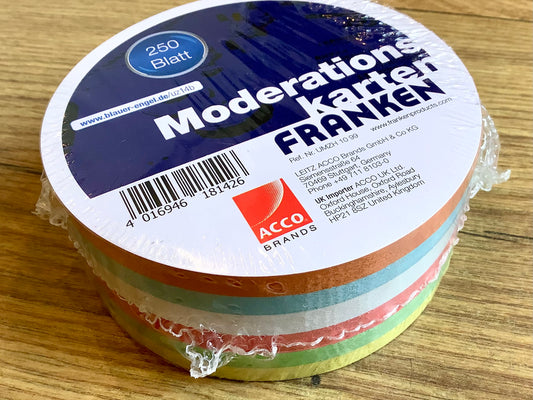 250
Blatt
www.blauer-engel.de/uz14b
Moderations
karten
FRANKEN
www.frankenproducts.com
Ref. Nr. UMZH 10 99
LEITZ ACCO Brands GmbH & Co KG
Siemensstraße 64
70469 Stuttgart, Germany
Phone +49 711 8103-0
UK Importer ACCO UK Ltd.
Oxford House, Oxford Road
Buckinghamshire, Aylesbury
HP21 8SZ United Kingdom
4 016946 181426
ACCO
BRANDS